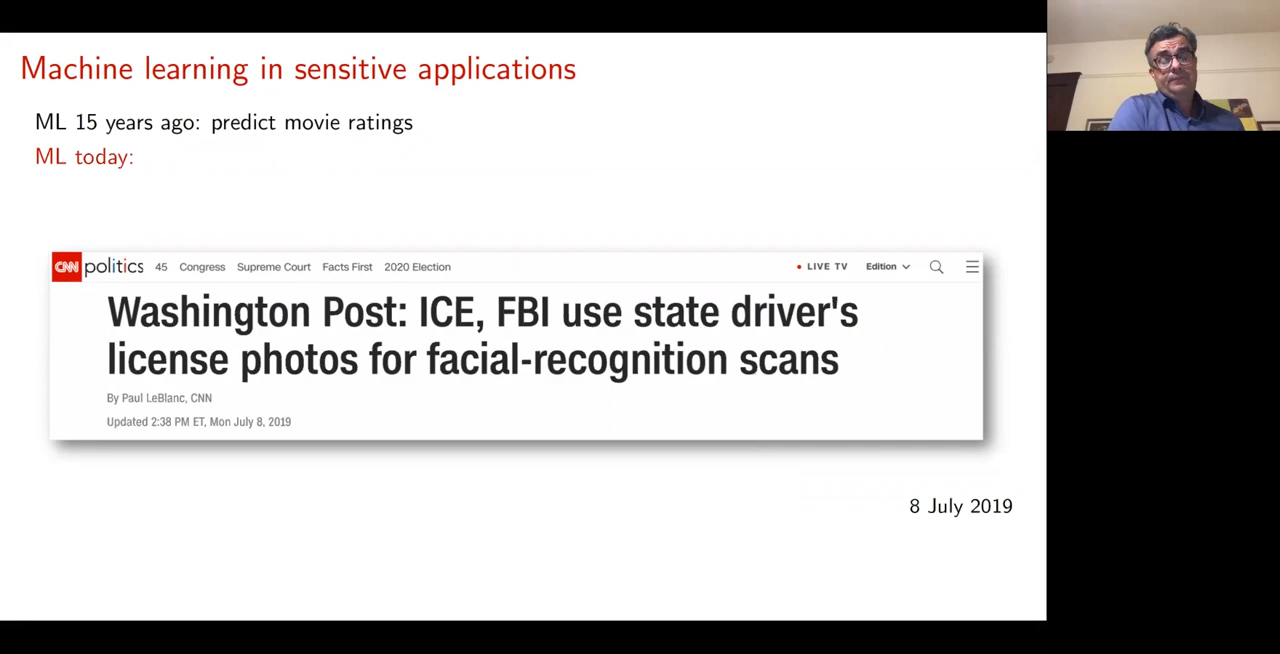 Machine learning in sensitive applications
ML 15 years ago: predict movie ratings
ML today:
CNN politics 45 Congress Supreme Court Facts First 2020 Election • LIVE TV Edition
Washington Post: ICE, FBI use state driver's
license photos for facial-recognition scans
By Paul LeBlanc, CNN
Updated 2:38 PM ET, Mon July 8, 2019
8 July 2019